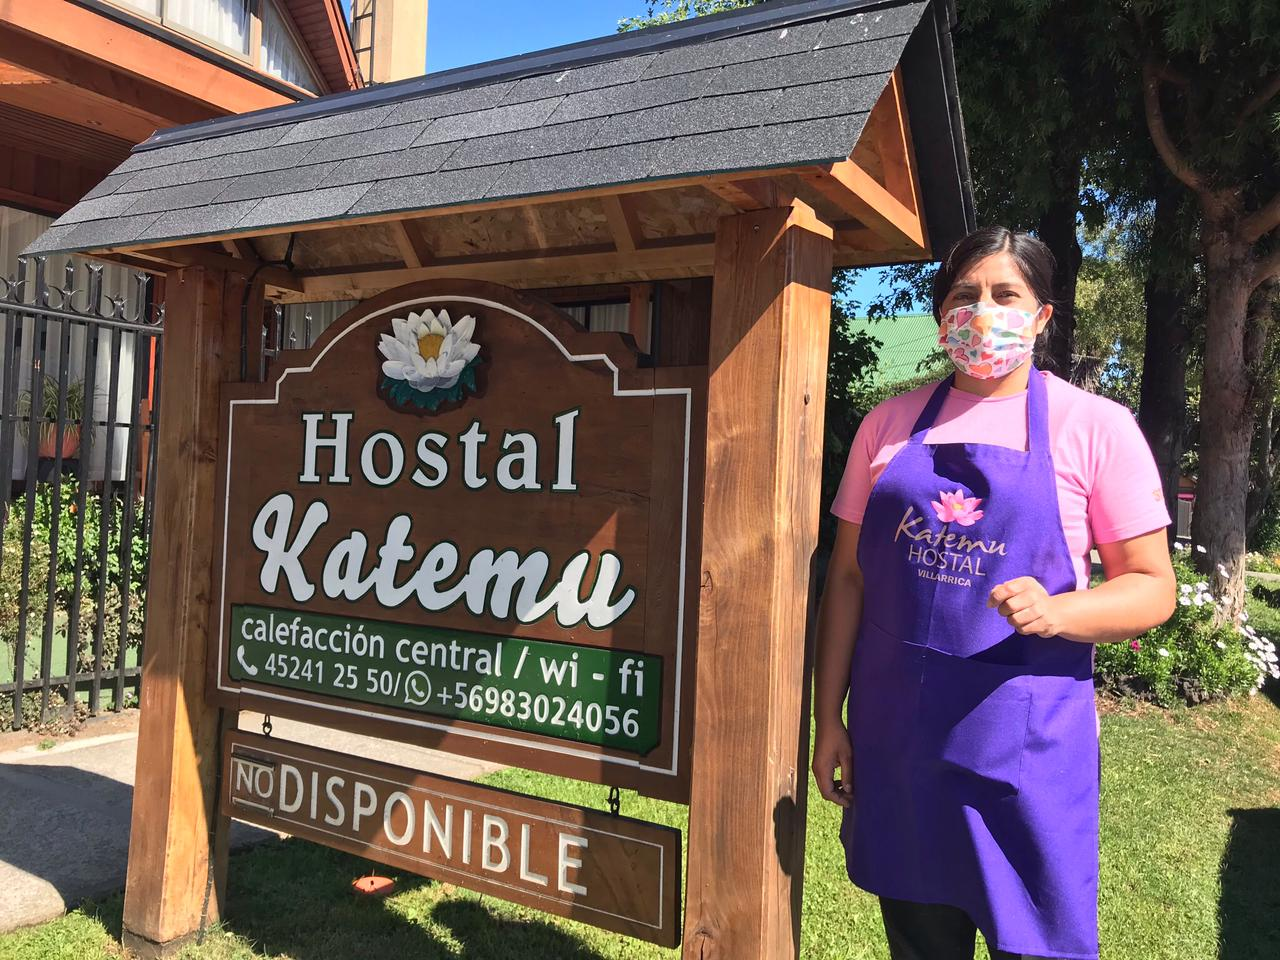 Hostal
Katemu
calefacción central / wi - fi
45241 25 50/ +56983024056
NO DISPONIBLE
Katemu
HOSTAL
VILLARRICA